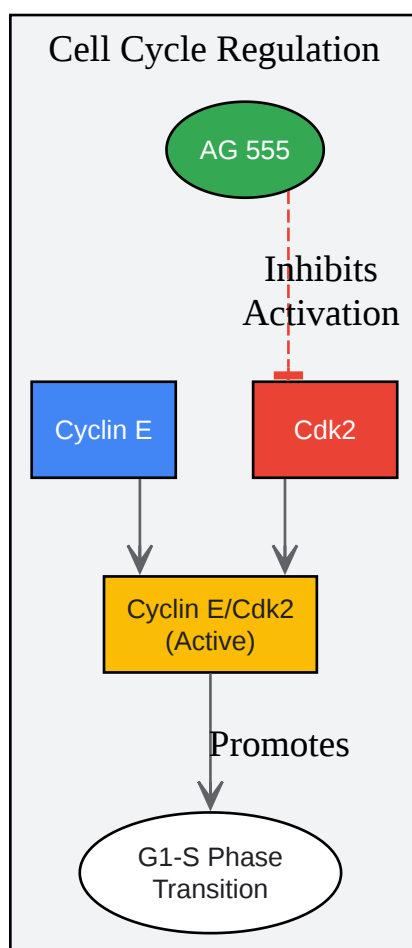 Cell Cycle Regulation
AG 555
Inhibits
Activation
Cyclin E
Cdk2
Cyclin E/Cdk2
(Active)
Promotes
G1-S Phase
Transition